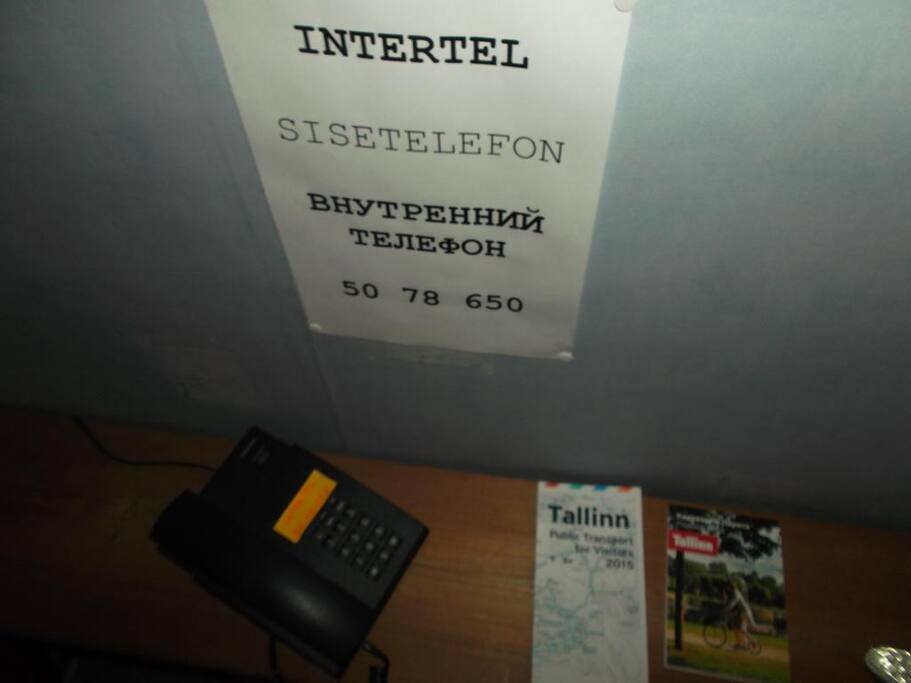 INTERTEL
SISETELEFON
ВНУТРЕННИЙ
ТЕЛЕФОН
50 78 650
Tallinn
Public Transport
for Visitors
2015
Tallinn